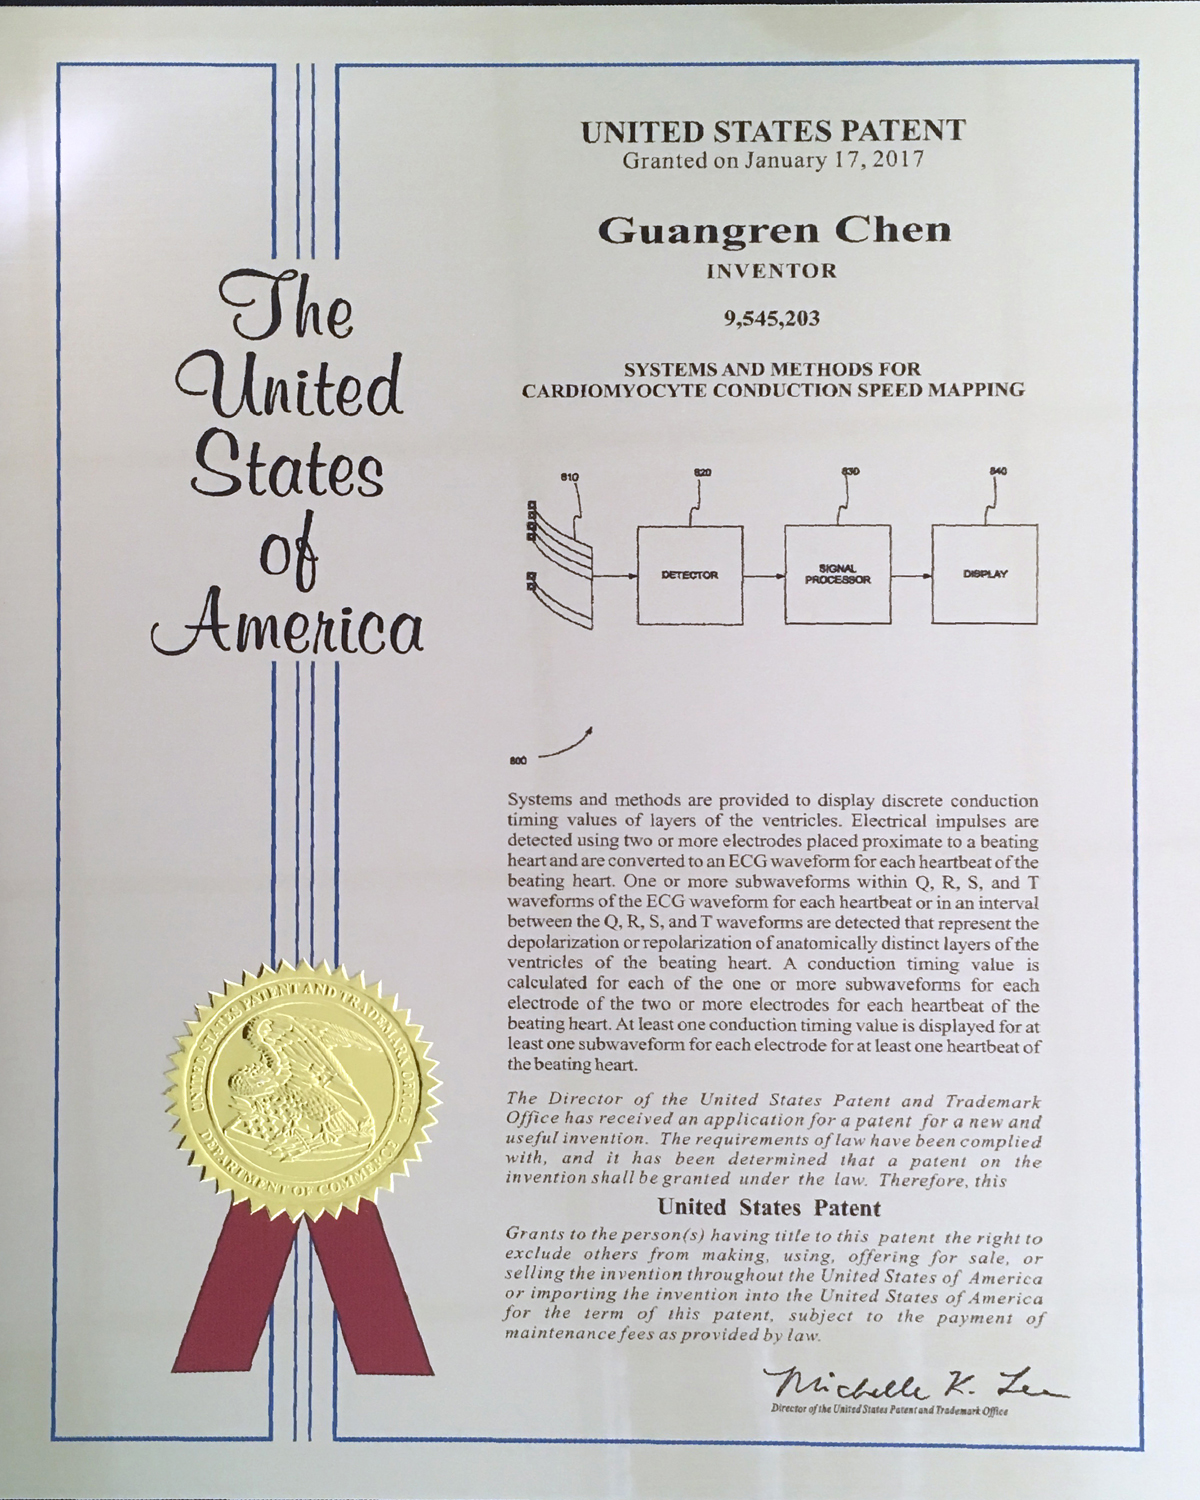 The
United
States
of
America
UNITED STATES PATENT AND TRADEMARK OFFICE
DEPARTMENT OF COMMERCE
UNITED STATES PATENT
Granted on January 17, 2017
Guangren Chen
INVENTOR
9,545,203
SYSTEMS AND METHODS FOR
CARDIOMYOCYTE CONDUCTION SPEED MAPPING
610
620
630
640
DETECTOR
SIGNAL
PROCESSOR
DISPLAY
600
Systems and methods are provided to display discrete conduction
timing values of layers of the ventricles. Electrical impulses are
detected using two or more electrodes placed proximate to a beating
heart and are converted to an ECG waveform for each heartbeat of the
beating heart. One or more subwaveforms within Q, R, S, and T
waveforms of the ECG waveform for each heartbeat or in an interval
between the Q, R, S, and T waveforms are detected that represent the
depolarization or repolarization of anatomically distinct layers of the
ventricles of the beating heart. A conduction timing value is
calculated for each of the one or more subwaveforms for each
electrode of the two or more electrodes for each heartbeat of the
beating heart. At least one conduction timing value is displayed for at
least one subwaveform for each electrode for at least one heartbeat of
the beating heart.
The Director of the United States Patent and Trademark
Office has received an application for a patent for a new and
useful invention. The requirements of law have been complied
with, and it has been determined that a patent on the
invention shall be granted under the law. Therefore, this
United States Patent
Grants to the person(s) having title to this patent the right to
exclude others from making, using, offering for sale, or
selling the invention throughout the United States of America
or importing the invention into the United States of America
for the term of this patent, subject to the payment of
maintenance fees as provided by law.
Michelle K. Lee
Director of the United States Patent and Trademark Office